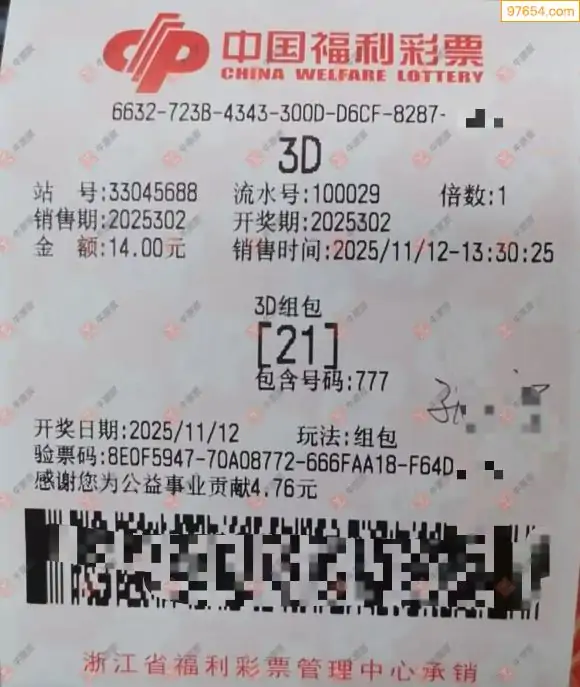 97654.com
中国福利彩票
CHINA WELFARE LOTTERY
6632-723B-4343-300D-D6CF-8287-
3D
站 号:33045688 流水号:100029 倍数:1
销售期:2025302 开奖期:2025302
金 额:14.00元 销售时间:2025/11/12-13:30:25
3D组包
[21]
包含号码:777
开奖日期:2025/11/12 玩法:组包
验票码:8E0F5947-70A08772-666FAA18-F64D
感谢您为公益事业贡献4.76元
浙江省福利彩票管理中心承销